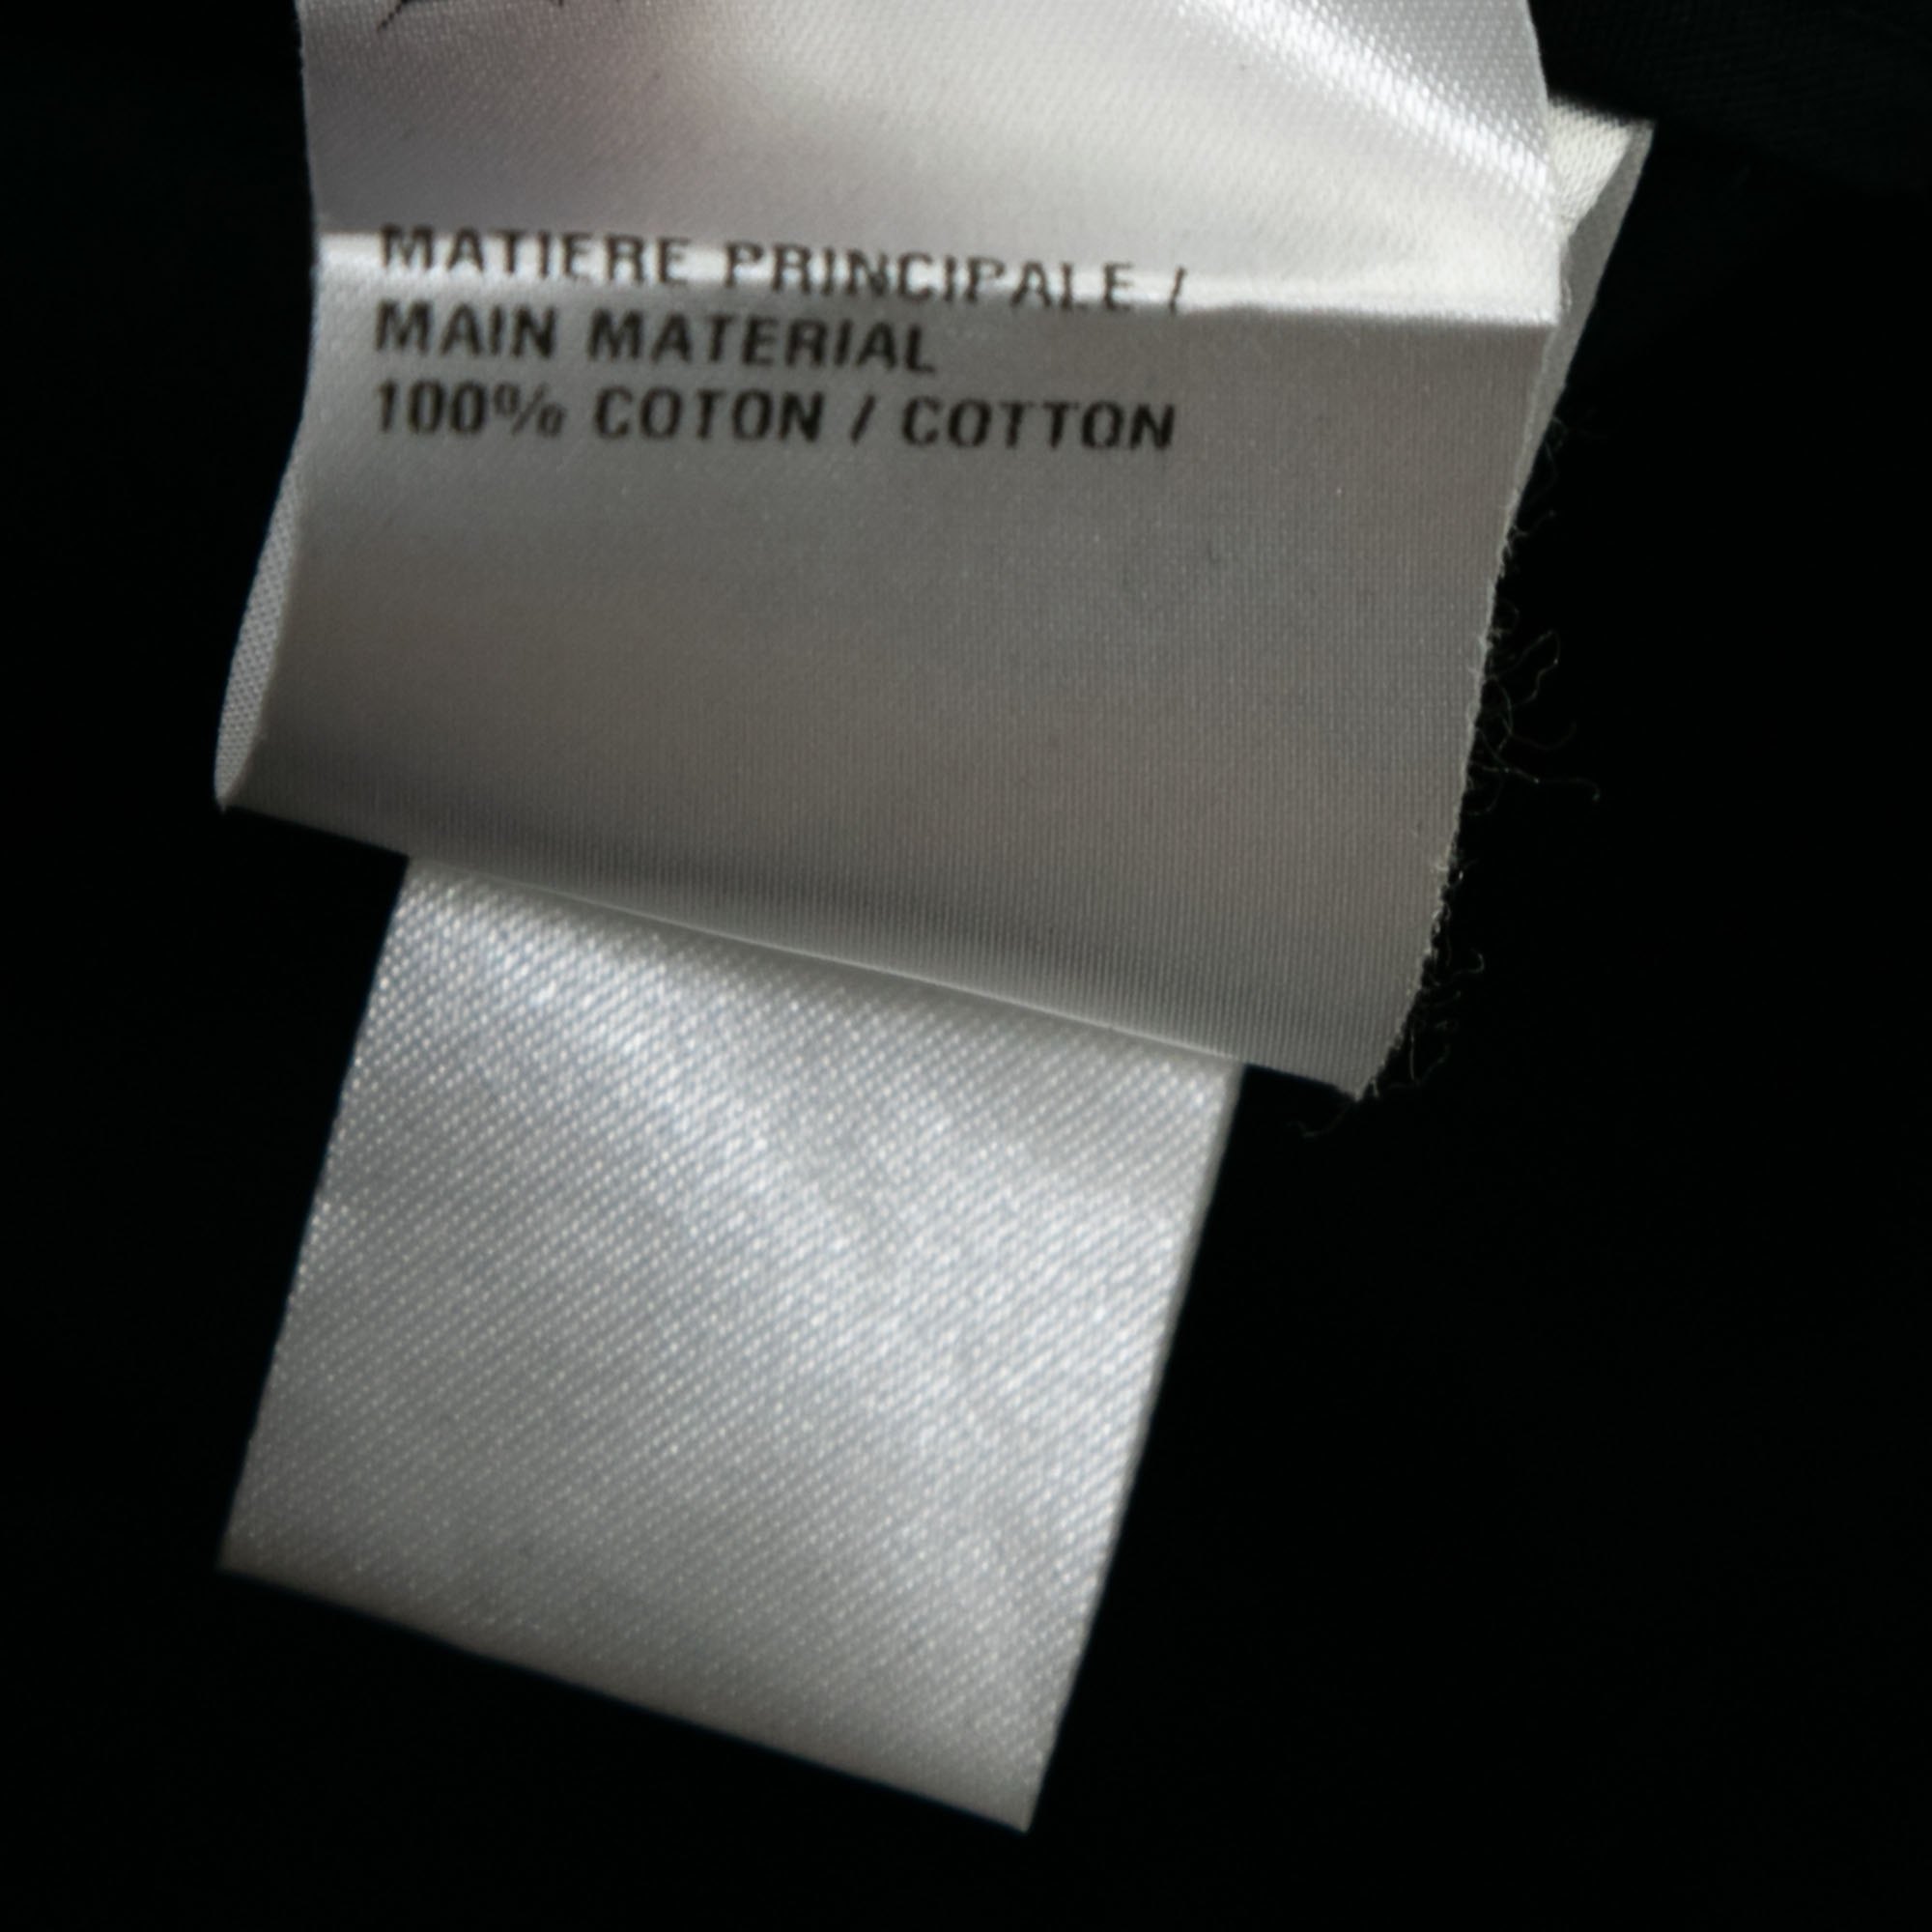 MATIERE PRINCIPALE /
MAIN MATERIAL
100% COTON / COTTON